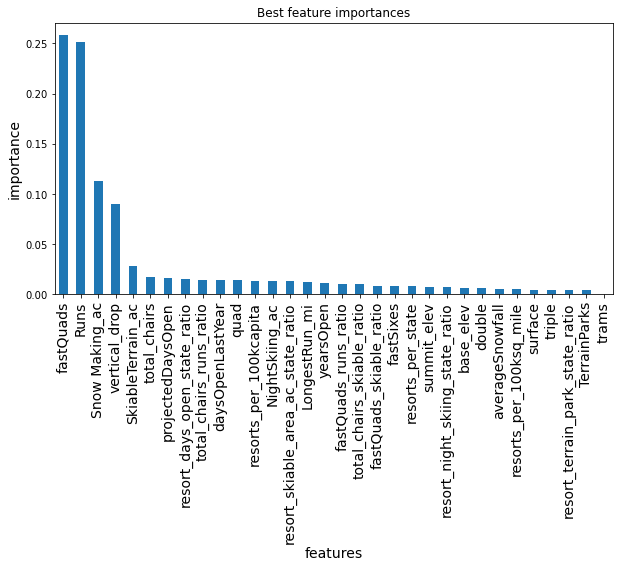 Best feature importances
importance
0.25
0.20
0.15
0.10
0.05
0.00
fastQuads
Runs
Snow Making_ac
vertical_drop
SkiableTerrain_ac
total_chairs
projectedDaysOpen
resort_days_open_state_ratio
total_chairs_runs_ratio
daysOpenLastYear
quad
resorts_per_100kcapita
NightSkiing_ac
resort_skiable_area_ac_state_ratio
LongestRun_mi
yearsOpen
fastQuads_runs_ratio
total_chairs_skiable_ratio
fastQuads_skiable_ratio
fastSixes
resorts_per_state
summit_elev
resort_night_skiing_state_ratio
base_elev
double
averageSnowfall
resorts_per_100ksq_mile
surface
triple
resort_terrain_park_state_ratio
TerrainParks
trams
features